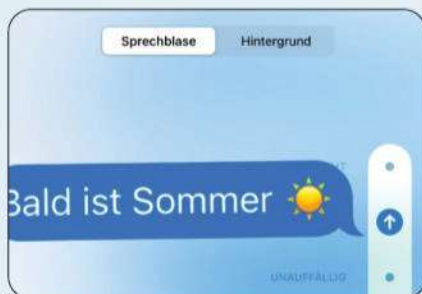 Sprechblase Hintergrund
Bald ist Sommer ☀️
UNAUFFÄLLIG